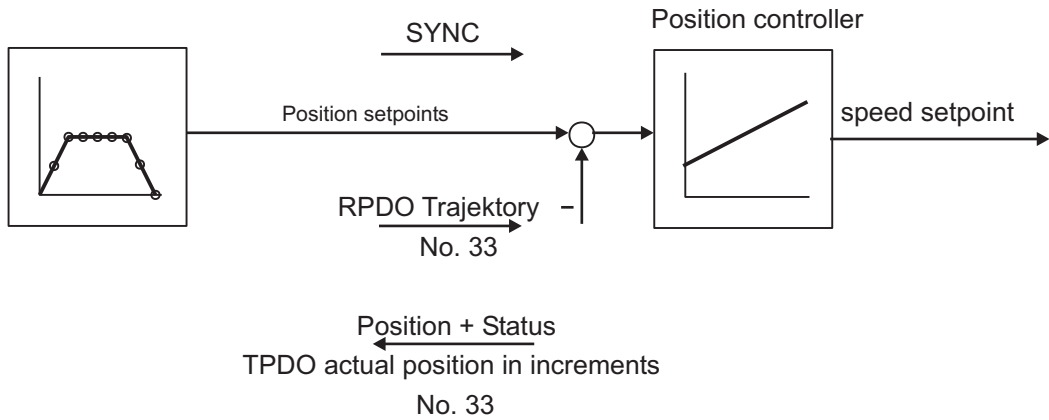 Position controller
SYNC
Position setpoints
speed setpoint
RPDO Trajektory –
No. 33
Position + Status
TPDO actual position in increments
No. 33